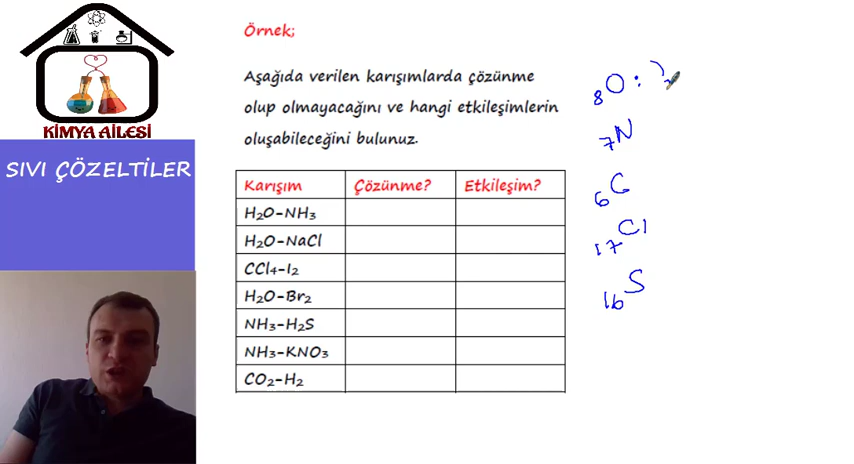 KİMYA AİLESİ
SIVI ÇÖZELTİLER
Örnek;
Aşağıda verilen karışımlarda çözünme
olup olmayacağını ve hangi etkileşimlerin
oluşabileceğini bulunuz.
Karışım Çözünme? Etkileşim?
H₂O-NH₃
H₂O-NaCl
CCl₄-I₂
H₂O-Br₂
NH₃-H₂S
NH₃-KNO₃
CO₂-H₂
₈O: )
₇N
₆C
₁₇Cl
₁₆S